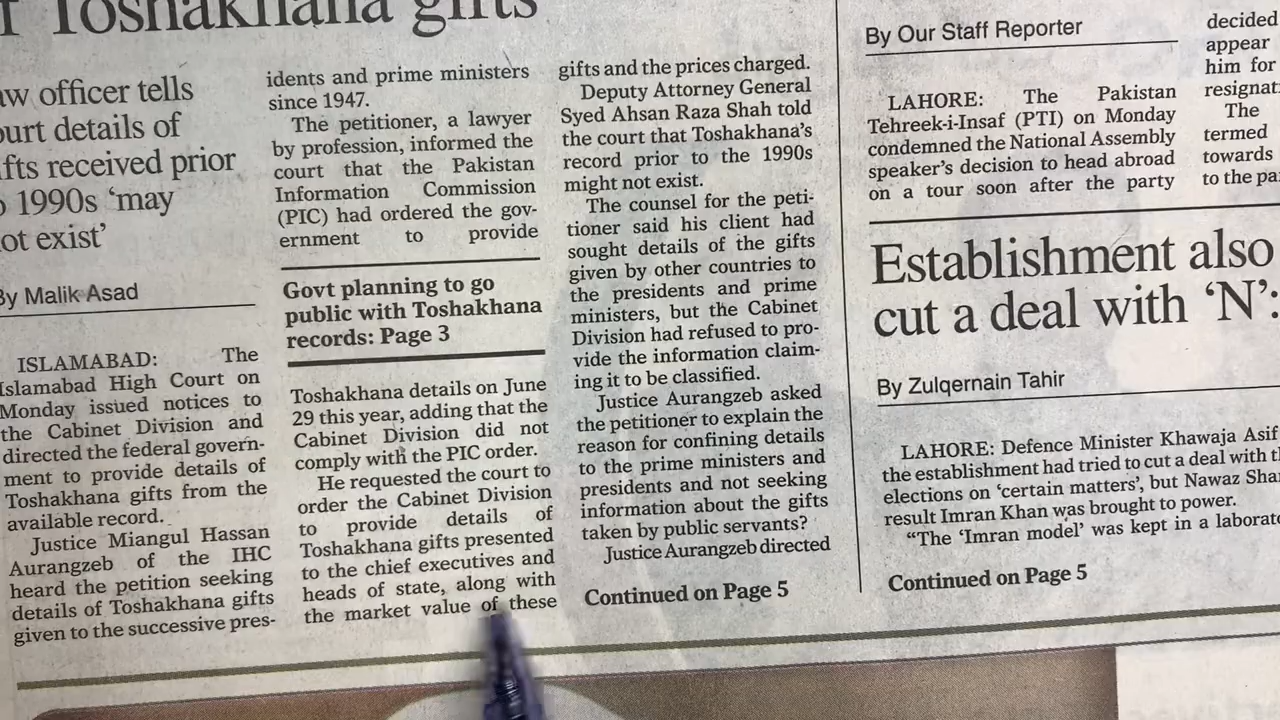 Toshakhana gifts
officer tells
details of
received prior
1990s ‘may
exist’
By Malik Asad
ISLAMABAD: The
Islamabad High Court on
Monday issued notices to
the Cabinet Division and
directed the federal govern-
ment to provide details of
Toshakhana gifts from the
available record.
Justice Miangul Hassan
Aurangzeb of the IHC
heard the petition seeking
details of Toshakhana gifts
given to the successive pres-
idents and prime ministers
since 1947.
The petitioner, a lawyer
by profession, informed the
court that the Pakistan
Information Commission
(PIC) had ordered the gov-
ernment to provide
Govt planning to go
public with Toshakhana
records: Page 3
Toshakhana details on June
29 this year, adding that the
Cabinet Division did not
comply with the PIC order.
He requested the court to
order the Cabinet Division
to provide details of
Toshakhana gifts presented
to the chief executives and
heads of state, along with
the market value of these
gifts and the prices charged.
Deputy Attorney General
Syed Ahsan Raza Shah told
the court that Toshakhana’s
record prior to the 1990s
might not exist.
The counsel for the peti-
tioner said his client had
sought details of the gifts
given by other countries to
the presidents and prime
ministers, but the Cabinet
Division had refused to pro-
vide the information claim-
ing it to be classified.
Justice Aurangzeb asked
the petitioner to explain the
reason for confining details
to the prime ministers and
presidents and not seeking
information about the gifts
taken by public servants?
Justice Aurangzeb directed
Continued on Page 5
By Our Staff Reporter
LAHORE: The Pakistan
Tehreek-i-Insaf (PTI) on Monday
condemned the National Assembly
speaker’s decision to head abroad
on a tour soon after the party
decided
appear
him for
The
termed
towards
to the
Establishment also
cut a deal with ‘N’:
By Zulqernain Tahir
LAHORE: Defence Minister Khawaja Asif
the establishment had tried to cut a deal with
elections on ‘certain matters’, but Nawaz
result Imran Khan was brought to power.
“The ‘Imran model’ was kept in a
Continued on Page 5